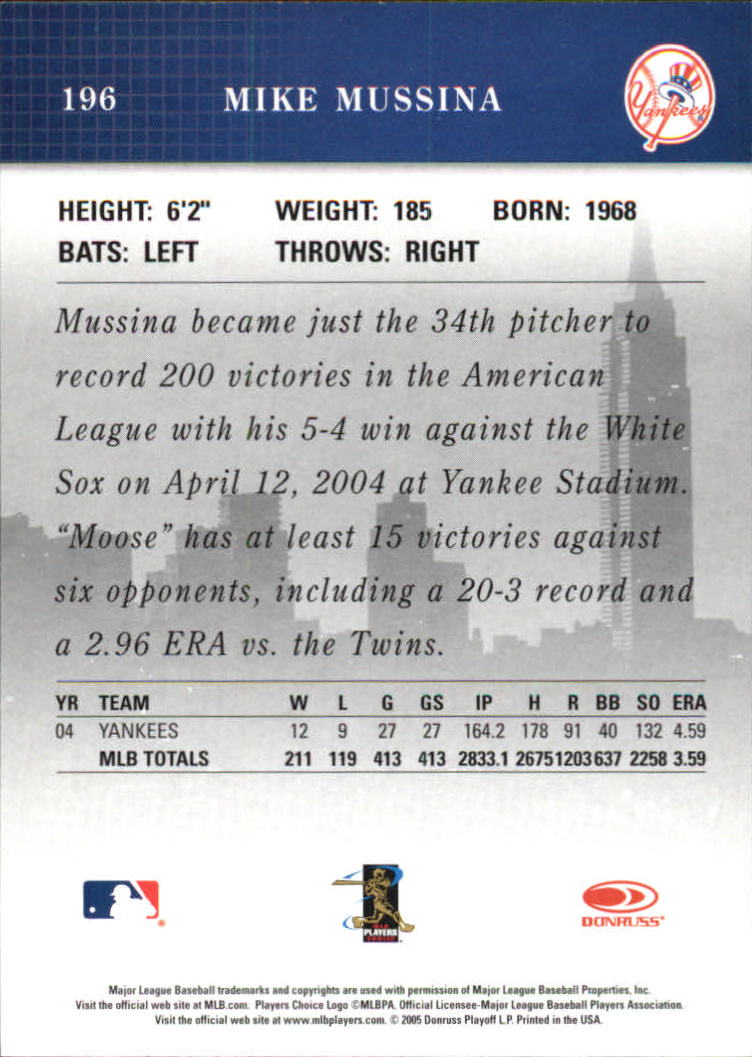 196 MIKE MUSSINA
Yankees
HEIGHT: 6'2" WEIGHT: 185 BORN: 1968
BATS: LEFT THROWS: RIGHT
Mussina became just the 34th pitcher to
record 200 victories in the American
League with his 5-4 win against the White
Sox on April 12, 2004 at Yankee Stadium.
“Moose” has at least 15 victories against
six opponents, including a 20-3 record and
a 2.96 ERA vs. the Twins.
YR TEAM W L G GS IP H R BB SO ERA
04 YANKEES 12 9 27 27 164.2 178 91 40 132 4.59
MLB TOTALS 211 119 413 413 2833.1 2675 1203 637 2258 3.59
PLAYERS
CHOICE
DONRUSS
Major League Baseball trademarks and copyrights are used with permission of Major League Baseball Properties, Inc.
Visit the official web site at MLB.com. Players Choice Logo ©MLBPA. Official Licensee-Major League Baseball Players Association.
Visit the official web site at www.mlbplayers.com. © 2005 Donruss Playoff L.P. Printed in the USA.